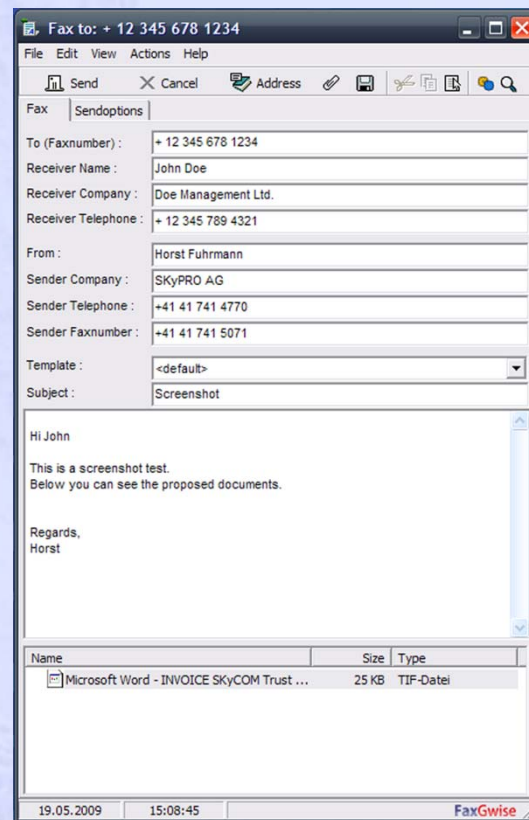 Fax to: + 12 345 678 1234
File Edit View Actions Help
Send Cancel Address
Fax Sendoptions
To (Faxnumber) : + 12 345 678 1234
Receiver Name : John Doe
Receiver Company : Doe Management Ltd.
Receiver Telephone : + 12 345 789 4321
From : Horst Fuhrmann
Sender Company : SKyPRO AG
Sender Telephone : +41 41 741 4770
Sender Faxnumber : +41 41 741 5071
Template : <default>
Subject : Screenshot
Hi John
This is a screenshot test.
Below you can see the proposed documents.
Regards,
Horst
Name Size Type
Microsoft Word - INVOICE SKyCOM Trust ... 25 KB TIF-Datei
19.05.2009 15:08:45 FaxGwise